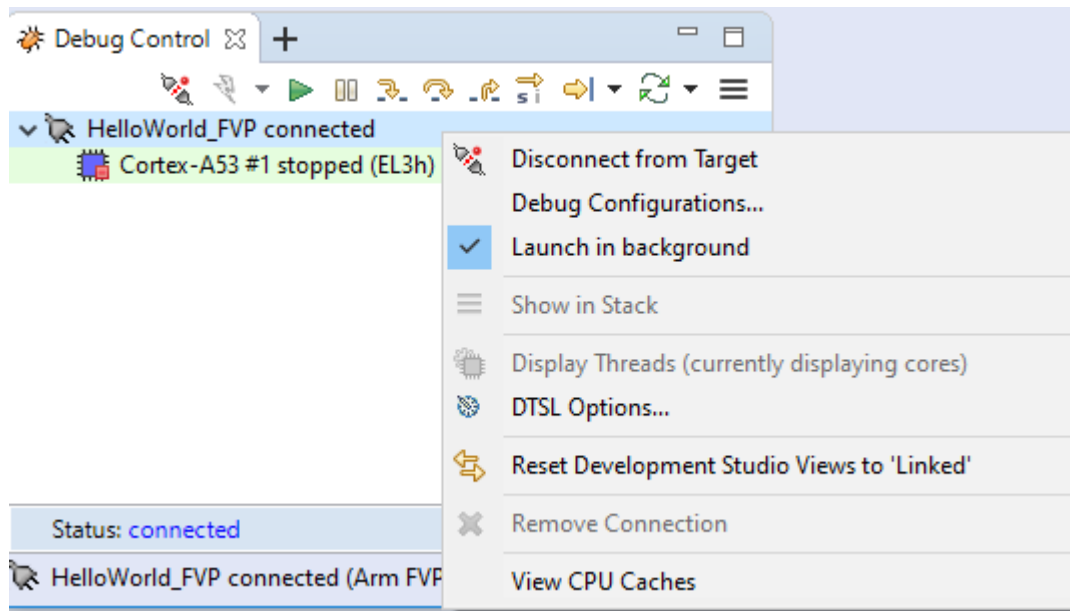 Debug Control
HelloWorld_FVP connected
Cortex-A53 #1 stopped (EL3h)
Disconnect from Target
Debug Configurations...
Launch in background
Show in Stack
Display Threads (currently displaying cores)
DTSL Options...
Reset Development Studio Views to 'Linked'
Remove Connection
View CPU Caches
Status: connected
HelloWorld_FVP connected (Arm FVP